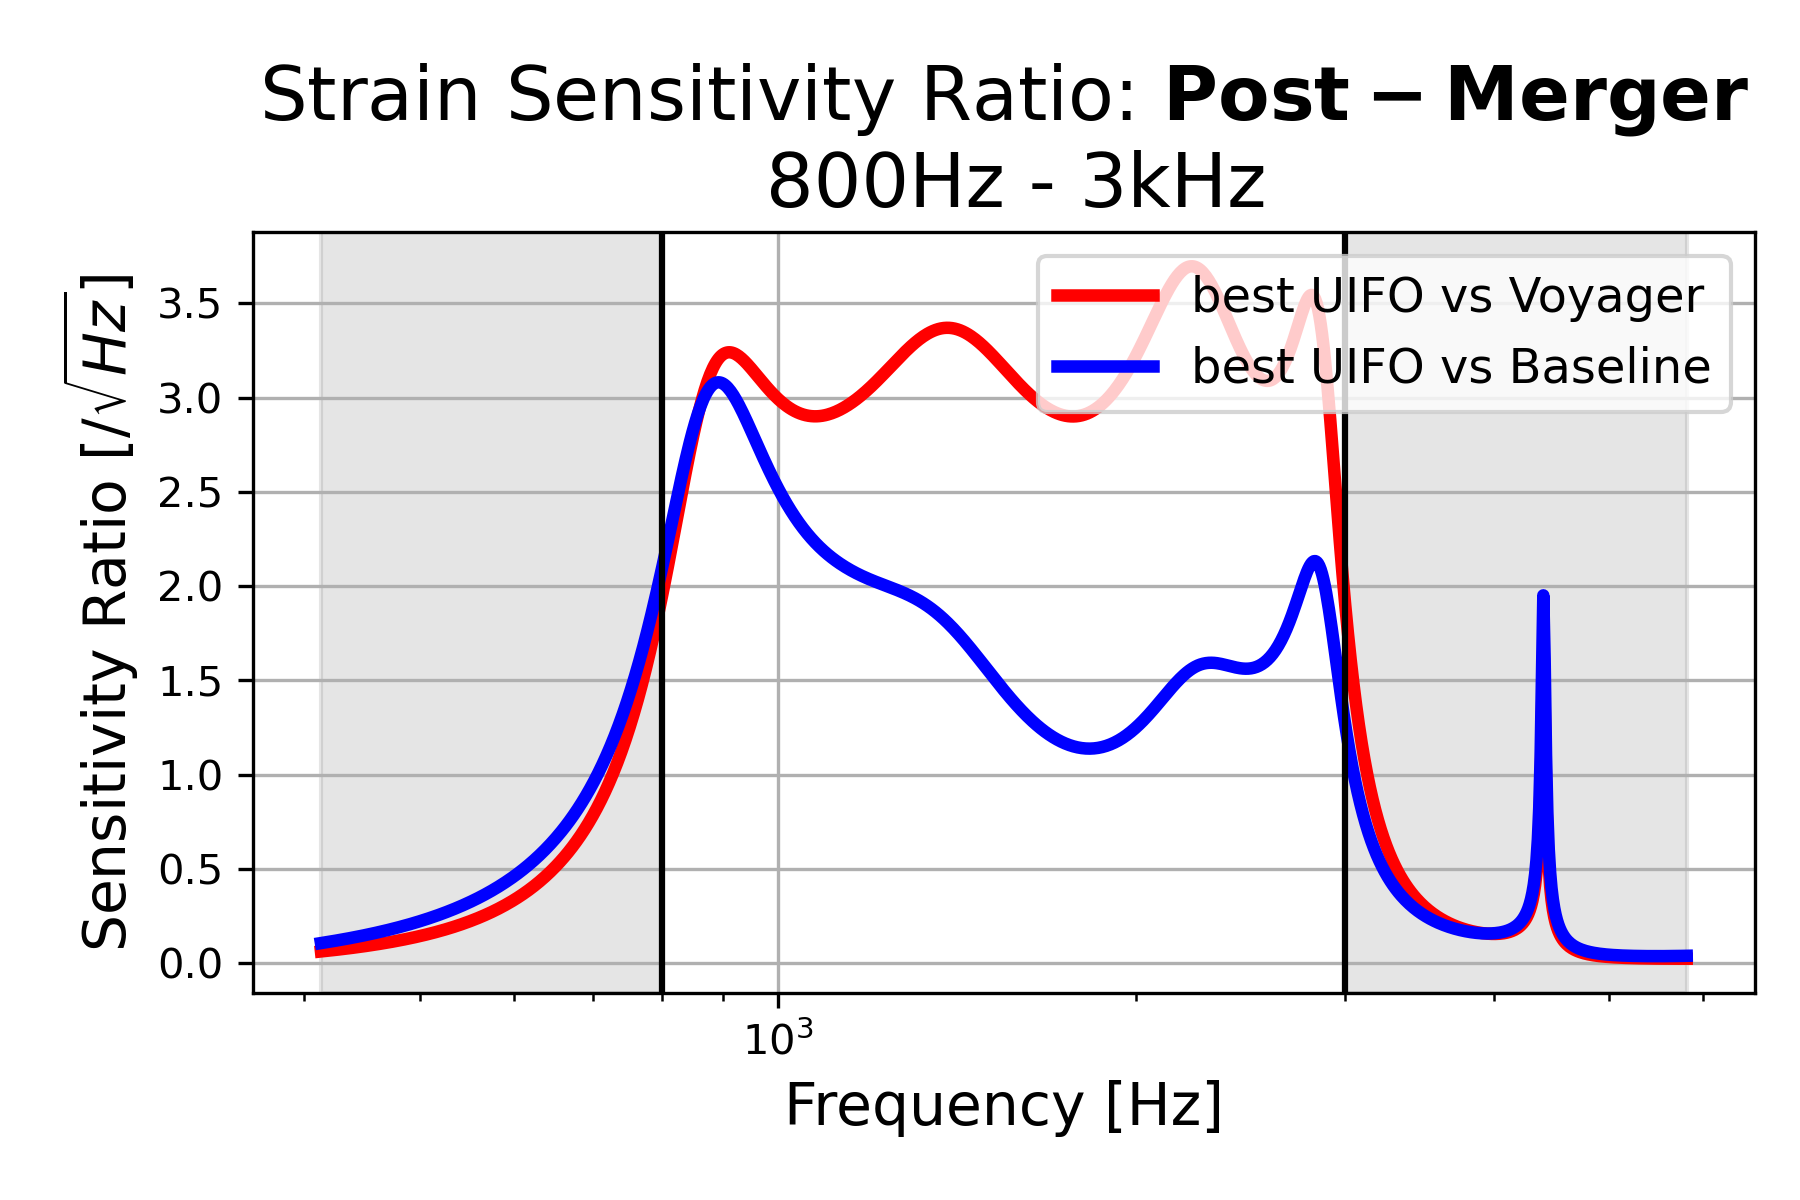 Strain Sensitivity Ratio: Post − Merger
800Hz - 3kHz
Sensitivity Ratio [/√Hz]
3.5
3.0
2.5
2.0
1.5
1.0
0.5
0.0
best UIFO vs Voyager
best UIFO vs Baseline
10³
Frequency [Hz]